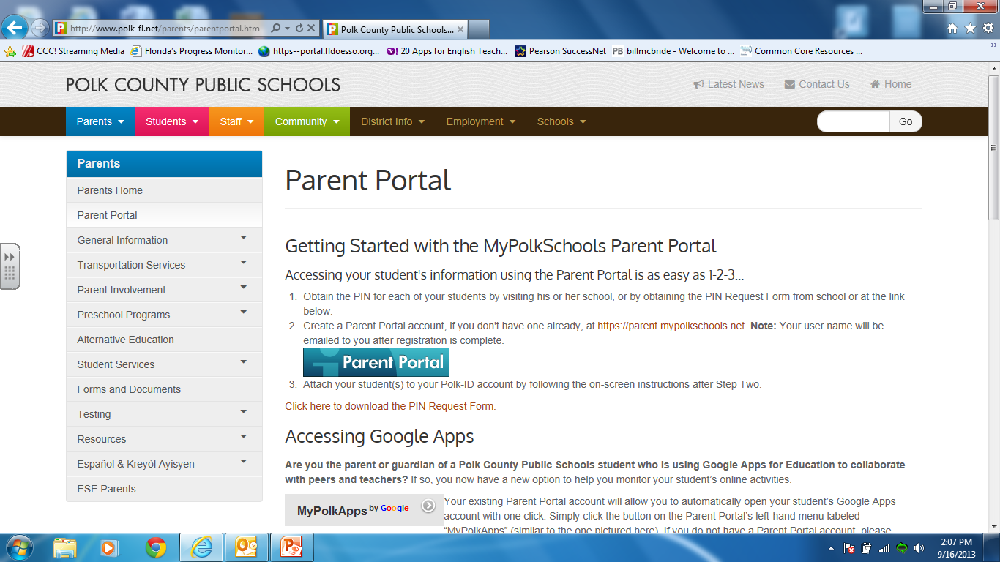 http://www.polk-fl.net/parents/parentportal.htm
Polk County Public Schools...
CCC! Streaming Media
Florida's Progress Monitor...
https--portal.fldoesso.org...
20 Apps for English Teach...
Pearson SuccessNet
PB billmcbride - Welcome to ...
Common Core Resources ...
POLK COUNTY PUBLIC SCHOOLS
Latest News
Contact Us
Home
Parents
Students
Staff
Community
District Info
Employment
Schools
Go
Parents
Parents Home
Parent Portal
General Information
Transportation Services
Parent Involvement
Preschool Programs
Alternative Education
Student Services
Forms and Documents
Testing
Resources
Español & Kreyòl Ayisyen
ESE Parents
Parent Portal
Getting Started with the MyPolkSchools Parent Portal
Accessing your student's information using the Parent Portal is as easy as 1-2-3...
1. Obtain the PIN for each of your students by visiting his or her school, or by obtaining the PIN Request Form from school or at the link
below.
2. Create a Parent Portal account, if you don't have one already, at https://parent.mypolkschools.net. Note: Your user name will be
emailed to you after registration is complete.
Parent Portal
3. Attach your student(s) to your Polk-ID account by following the on-screen instructions after Step Two.
Click here to download the PIN Request Form.
Accessing Google Apps
Are you the parent or guardian of a Polk County Public Schools student who is using Google Apps for Education to collaborate
with peers and teachers? If so, you now have a new option to help you monitor your student's online activities.
MyPolkApps by Google
Your existing Parent Portal account will allow you to automatically open your student's Google Apps
account with one click. Simply click the button on the Parent Portal's left-hand menu labeled
"MyPolkApps" (similar to the one pictured here). If you do not have a Parent Portal account, please
2:07 PM
9/16/2013